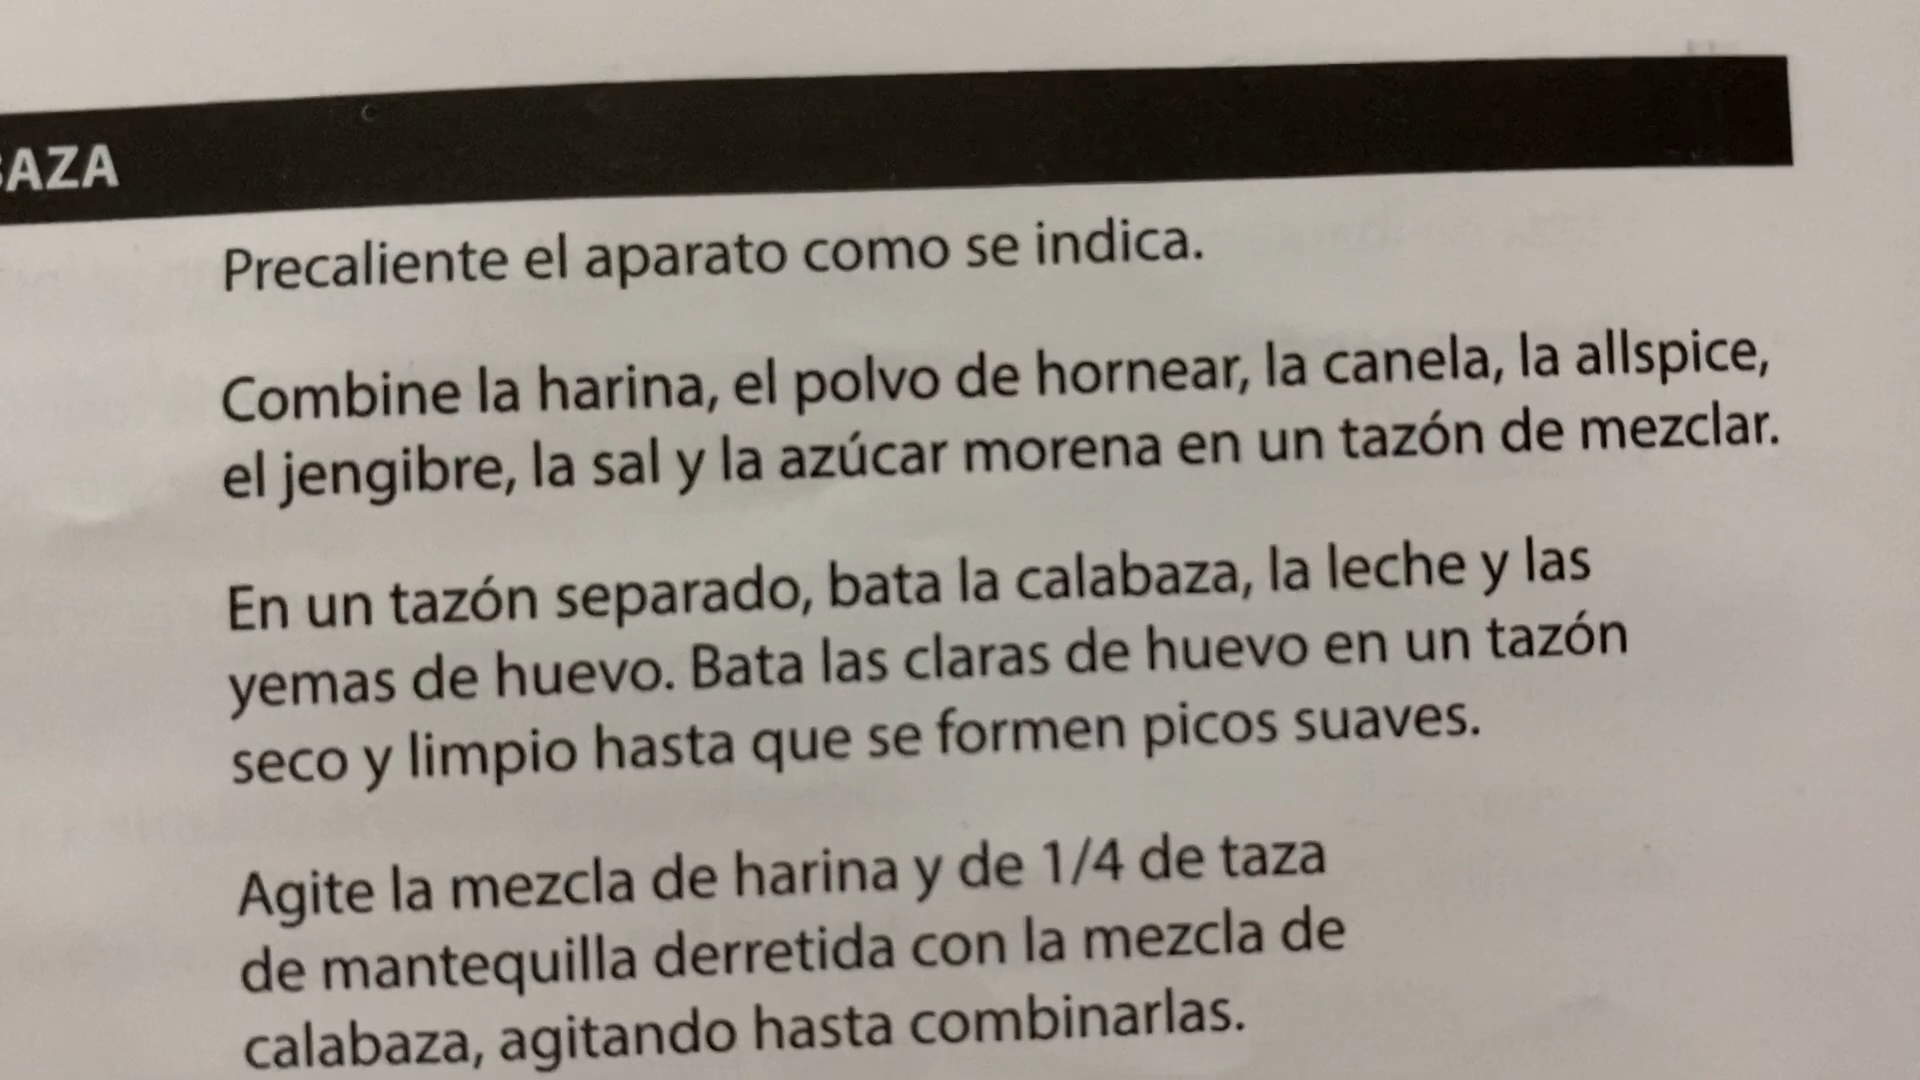 AZA
Precaliente el aparato como se indica.
Combine la harina, el polvo de hornear, la canela, la allspice,
el jengibre, la sal y la azúcar morena en un tazón de mezclar.
En un tazón separado, bata la calabaza, la leche y las
yemas de huevo. Bata las claras de huevo en un tazón
seco y limpio hasta que se formen picos suaves.
Agite la mezcla de harina y de 1/4 de taza
de mantequilla derretida con la mezcla de
calabaza, agitando hasta combinarlas.